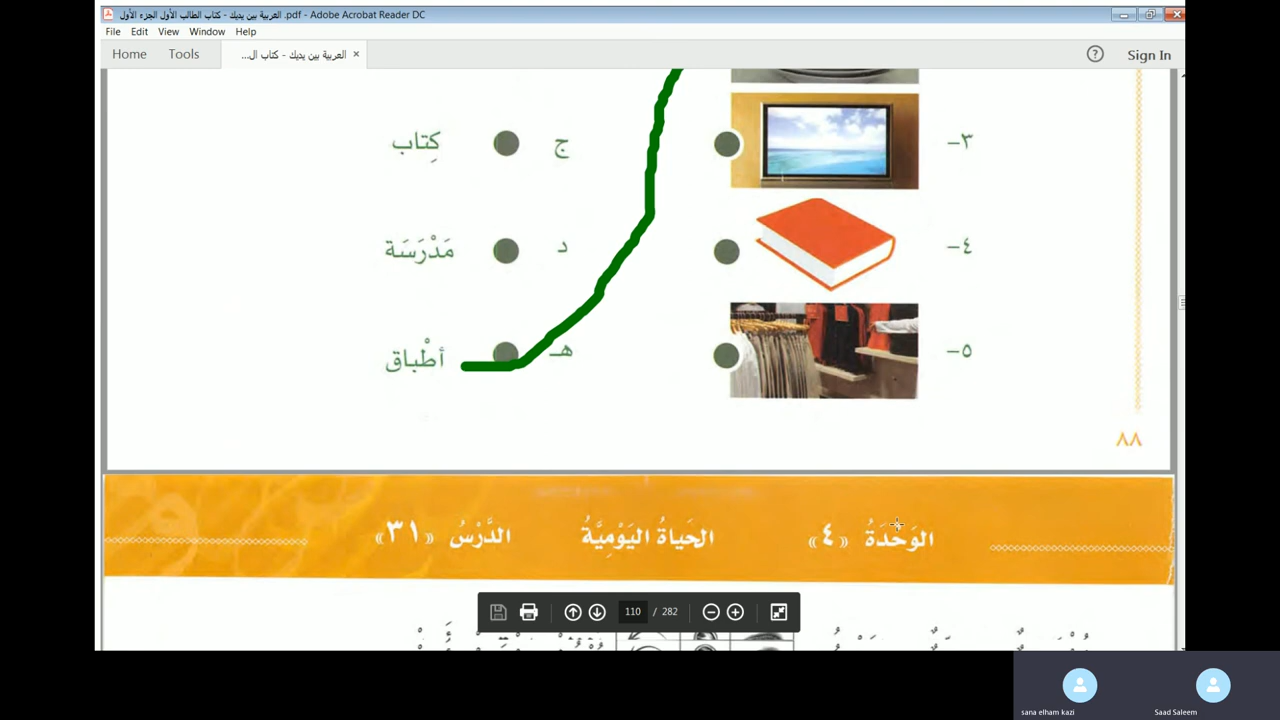 العربية بين يديك - كتاب الطالب الأول الجزء الأول .pdf - Adobe Acrobat Reader DC
File Edit View Window Help
Home Tools العربية بين يديك - كتاب ال... × ? Sign In
٣- ج كِتاب
٤- د مَدْرَسَة
٥- هـ أطْباق
٨٨
الوَحْدَةُ «٤» الحَياةُ اليَوْمِيَّةُ الدَّرْسُ «٣١»
110 / 282
sana elham kazi Saad Saleem